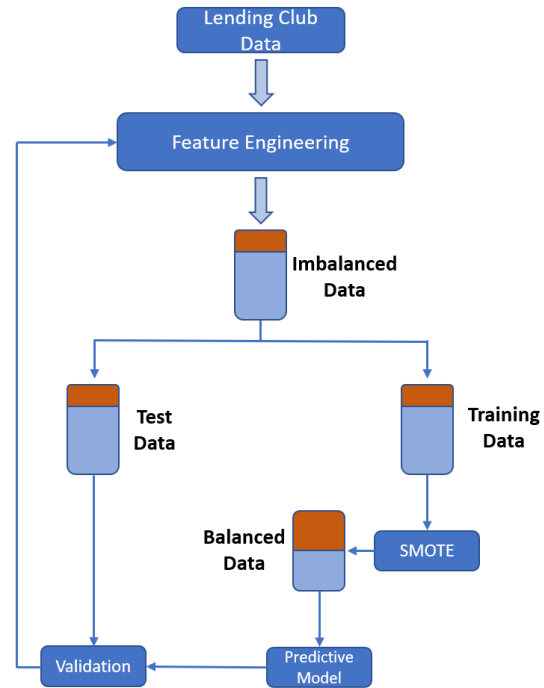 Lending Club
Data
Feature Engineering
Imbalanced
Data
Test
Data
Training
Data
Balanced
Data
SMOTE
Validation
Predictive
Model